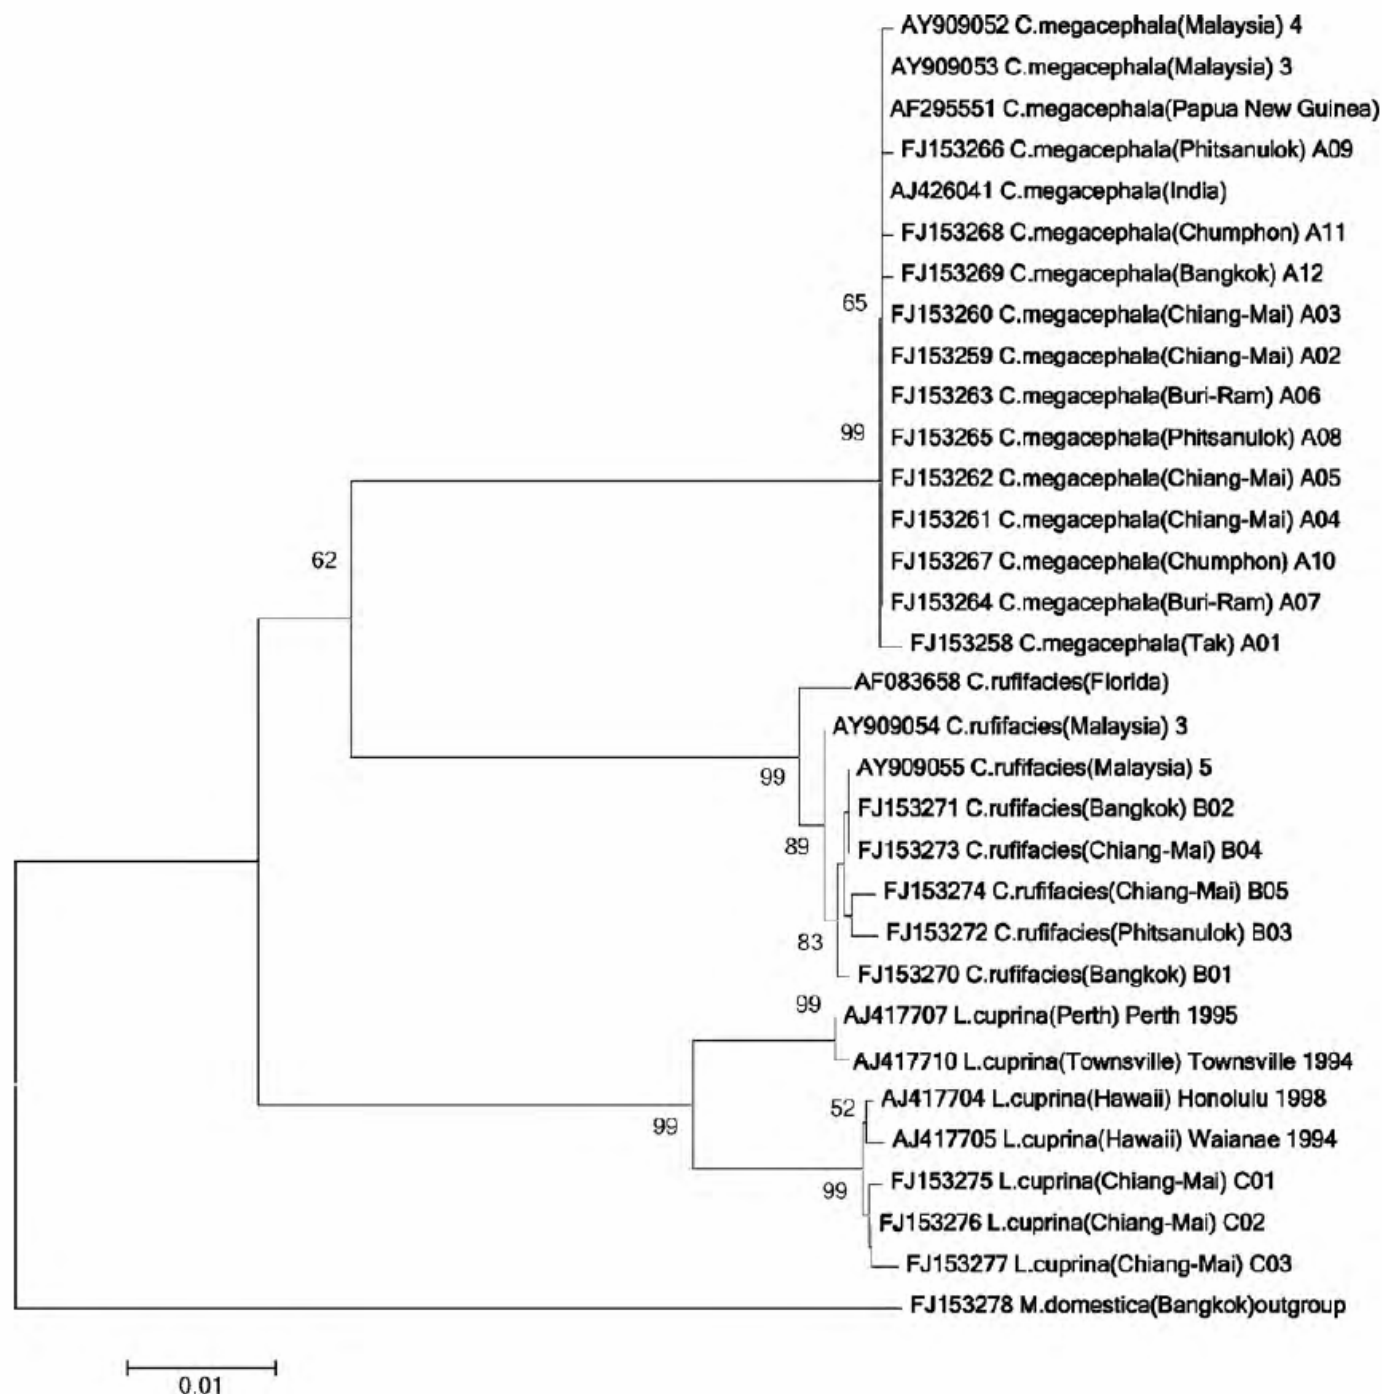 AY909052 C.megacephala(Malaysia) 4
AY909053 C.megacephala(Malaysia) 3
AF295551 C.megacephala(Papua New Guinea)
FJ153266 C.megacephala(Phitsanulok) A09
AJ426041 C.megacephala(India)
FJ153268 C.megacephala(Chumphon) A11
FJ153269 C.megacephala(Bangkok) A12
65
FJ153260 C.megacephala(Chiang-Mai) A03
FJ153259 C.megacephala(Chiang-Mai) A02
FJ153263 C.megacephala(Buri-Ram) A06
99
FJ153265 C.megacephala(Phitsanulok) A08
FJ153262 C.megacephala(Chiang-Mai) A05
FJ153261 C.megacephala(Chiang-Mai) A04
62
FJ153267 C.megacephala(Chumphon) A10
FJ153264 C.megacephala(Buri-Ram) A07
FJ153258 C.megacephala(Tak) A01
AF083658 C.rufifacies(Florida)
AY909054 C.rufifacies(Malaysia) 3
AY909055 C.rufifacies(Malaysia) 5
99
FJ153271 C.rufifacies(Bangkok) B02
89
FJ153273 C.rufifacies(Chiang-Mai) B04
FJ153274 C.rufifacies(Chiang-Mai) B05
FJ153272 C.rufifacies(Phitsanulok) B03
83
FJ153270 C.rufifacies(Bangkok) B01
99
AJ417707 L.cuprina(Perth) Perth 1995
AJ417710 L.cuprina(Townsville) Townsville 1994
AJ417704 L.cuprina(Hawaii) Honolulu 1998
52
99
AJ417705 L.cuprina(Hawaii) Waianae 1994
FJ153275 L.cuprina(Chiang-Mai) C01
99
FJ153276 L.cuprina(Chiang-Mai) C02
FJ153277 L.cuprina(Chiang-Mai) C03
FJ153278 M.domestica(Bangkok)outgroup
0.01